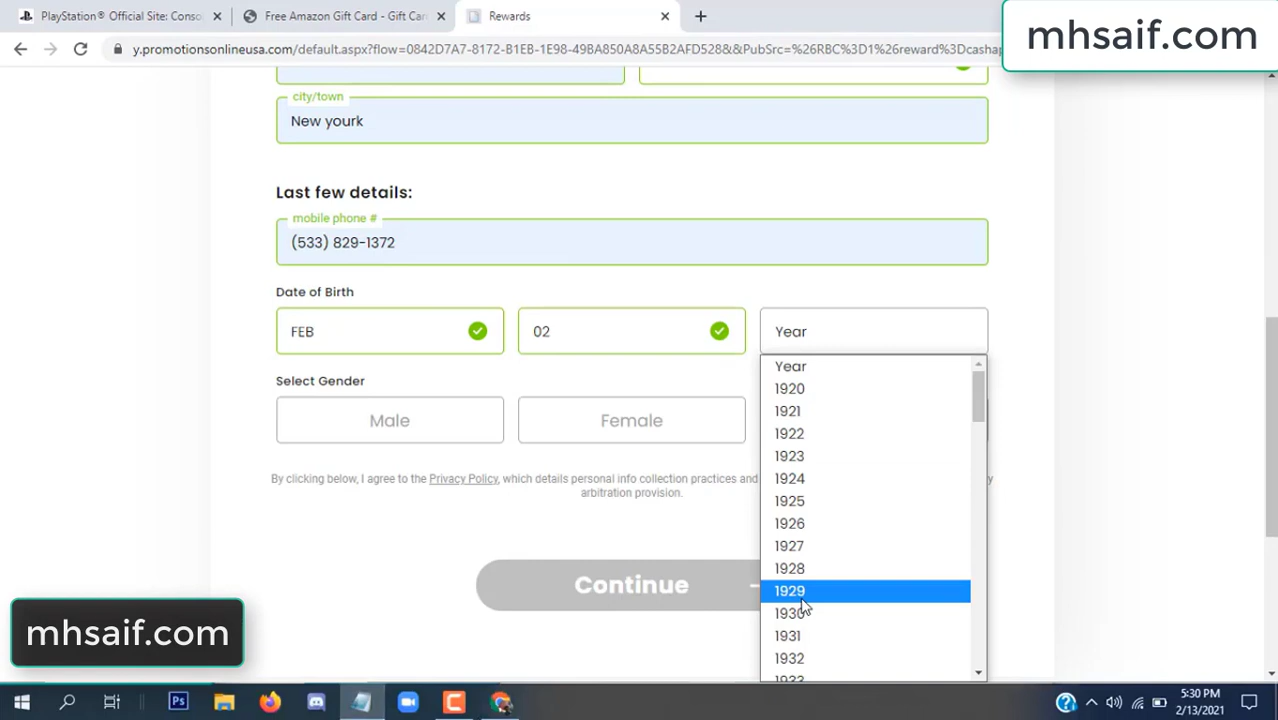 PlayStation® Official Site: Conso
Free Amazon Gift Card - Gift Car
Rewards
mhsaif.com
y.promotionsonlineusa.com/default.aspx?flow=0842D7A7-8172-B1EB-1E98-49BA850A8A55B2AFD528&&PubSrc=%26RBC%3D1%26reward%3Dcashap
city/town
New yourk
Last few details:
mobile phone #
(533) 829-1372
Date of Birth
FEB
02
Year
Year
1920
1921
1922
1923
1924
1925
1926
1927
1928
1929
1930
1931
1932
1933
Select Gender
Male
Female
By clicking below, I agree to the Privacy Policy, which details personal info collection practices and
arbitration provision.
Continue
mhsaif.com
Ps
5:30 PM
2/13/2021